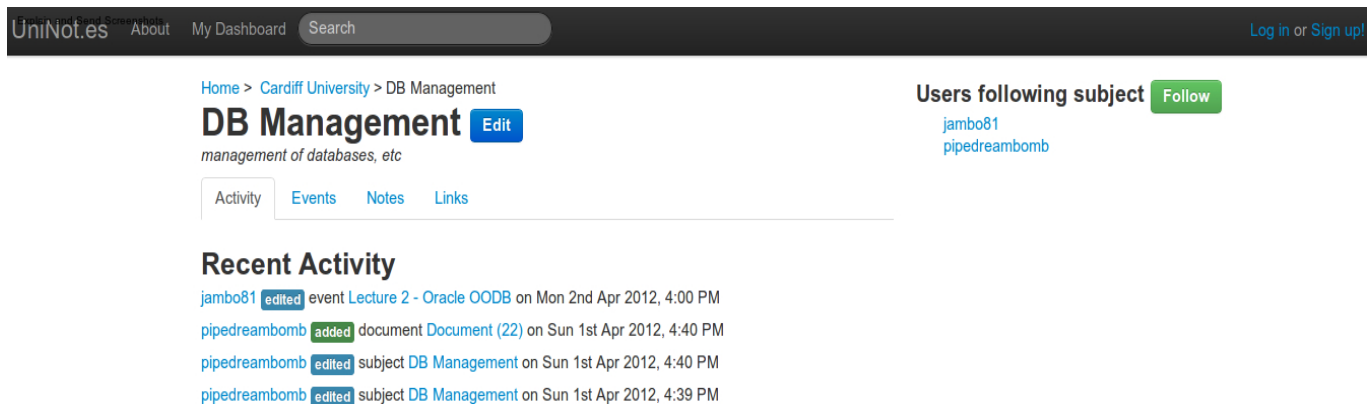 Explain and Send Screenshots
UniNot.es About My Dashboard Search Log in or Sign up!
Home > Cardiff University > DB Management
DB Management Edit
management of databases, etc
Users following subject Follow
jambo81
pipedreambomb
Activity Events Notes Links
Recent Activity
jambo81 edited event Lecture 2 - Oracle OODB on Mon 2nd Apr 2012, 4:00 PM
pipedreambomb added document Document (22) on Sun 1st Apr 2012, 4:40 PM
pipedreambomb edited subject DB Management on Sun 1st Apr 2012, 4:40 PM
pipedreambomb edited subject DB Management on Sun 1st Apr 2012, 4:39 PM